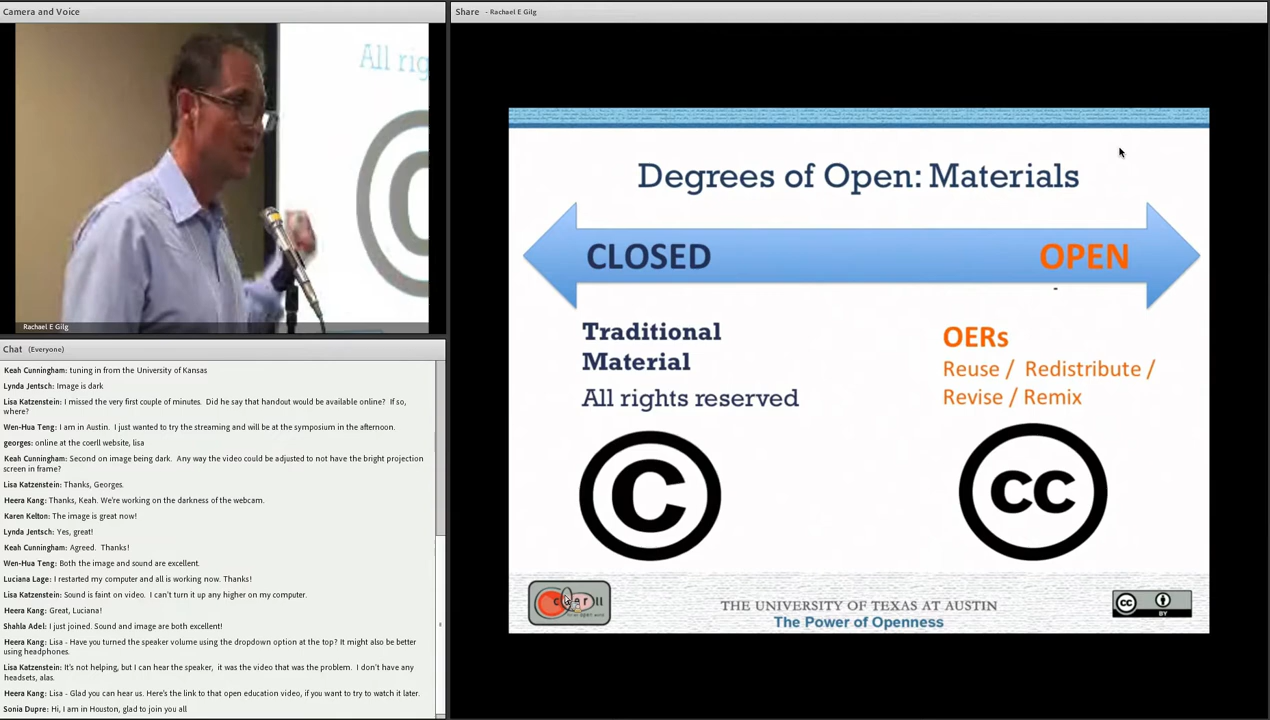 Camera and Voice
All rig
©
Rachael E Gilg
Chat (Everyone)
Keah Cunningham: tuning in from the University of Kansas
Lynda Jentsch: Image is dark
Lisa Katzenstein: I missed the very first couple of minutes. Did he say that handout would be available online? If so,
where?
Wen-Hua Teng: I am in Austin. I just wanted to try the streaming and will be at the symposium in the afternoon.
georges: online at the coerll website, lisa
Keah Cunningham: Second on image being dark. Any way the video could be adjusted to not have the bright projection
screen in frame?
Lisa Katzenstein: Thanks, Georges.
Heera Kang: Thanks, Keah. We're working on the darkness of the webcam.
Karen Kelton: The image is great now!
Lynda Jentsch: Yes, great!
Keah Cunningham: Agreed. Thanks!
Wen-Hua Teng: Both the image and sound are excellent.
Luciana Lage: I restarted my computer and all is working now. Thanks!
Lisa Katzenstein: Sound is faint on video. I can't turn it up any higher on my computer.
Heera Kang: Great, Luciana!
Shahla Adel: I just joined. Sound and image are both excellent!
Heera Kang: Lisa - Have you turned the speaker volume using the dropdown option at the top? It might also be better
using headphones.
Lisa Katzenstein: It's not helping, but I can hear the speaker, it was the video that was the problem. I don't have any
headsets, alas.
Heera Kang: Lisa - Glad you can hear us. Here's the link to that open education video, if you want to try to watch it later.
Sonia Dupre: Hi, I am in Houston, glad to join you all
Share - Rachael E Gilg
Degrees of Open: Materials
CLOSED OPEN
Traditional
Material
All rights reserved
©
OERs
Reuse / Redistribute /
Revise / Remix
cc
THE UNIVERSITY OF TEXAS AT AUSTIN
The Power of Openness
cc
BY